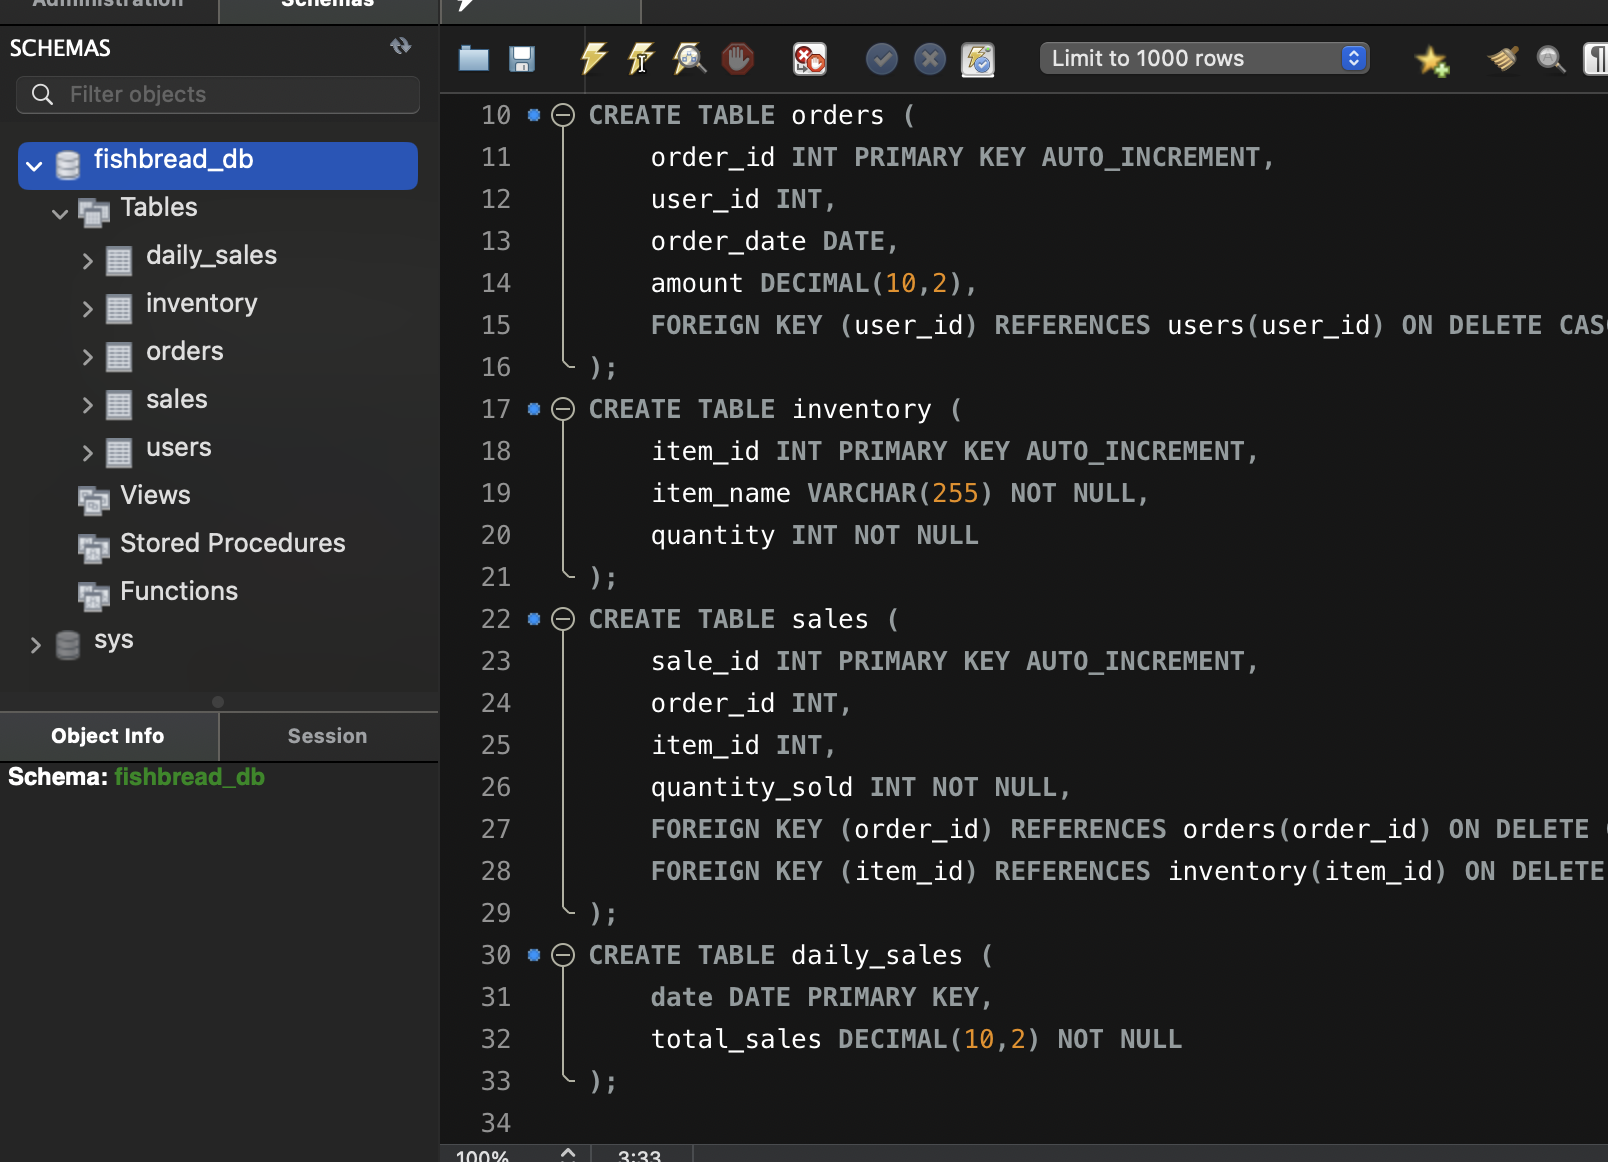 Administration
Schemas
SCHEMAS
Filter objects
fishbread_db
Tables
daily_sales
inventory
orders
sales
users
Views
Stored Procedures
Functions
sys
Object Info
Session
Schema: fishbread_db
Limit to 1000 rows
10 CREATE TABLE orders (
11 order_id INT PRIMARY KEY AUTO_INCREMENT,
12 user_id INT,
13 order_date DATE,
14 amount DECIMAL(10,2),
15 FOREIGN KEY (user_id) REFERENCES users(user_id) ON DELETE CAS
16 );
17 CREATE TABLE inventory (
18 item_id INT PRIMARY KEY AUTO_INCREMENT,
19 item_name VARCHAR(255) NOT NULL,
20 quantity INT NOT NULL
21 );
22 CREATE TABLE sales (
23 sale_id INT PRIMARY KEY AUTO_INCREMENT,
24 order_id INT,
25 item_id INT,
26 quantity_sold INT NOT NULL,
27 FOREIGN KEY (order_id) REFERENCES orders(order_id) ON DELETE
28 FOREIGN KEY (item_id) REFERENCES inventory(item_id) ON DELETE
29 );
30 CREATE TABLE daily_sales (
31 date DATE PRIMARY KEY,
32 total_sales DECIMAL(10,2) NOT NULL
33 );
34
100%
3:33